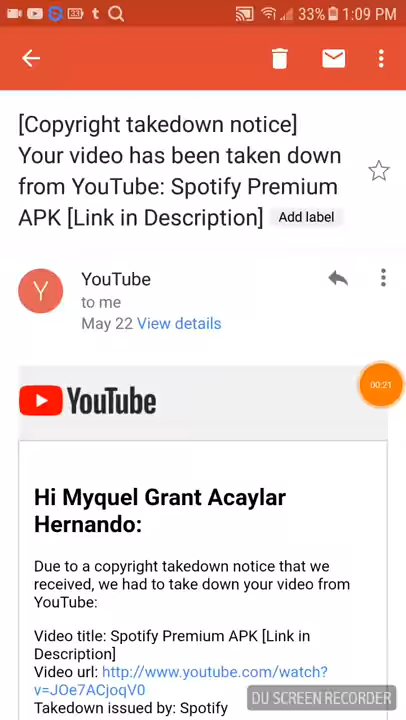 33% 1:09 PM
[Copyright takedown notice]
Your video has been taken down
from YouTube: Spotify Premium
APK [Link in Description] Add label
Y
YouTube
to me
May 22 View details
00:21
YouTube
Hi Myquel Grant Acaylar
Hernando:
Due to a copyright takedown notice that we
received, we had to take down your video from
YouTube:
Video title: Spotify Premium APK [Link in
Description]
Video url: http://www.youtube.com/watch?
v=JOe7ACjoqV0
Takedown issued by: Spotify
DU SCREEN RECORDER